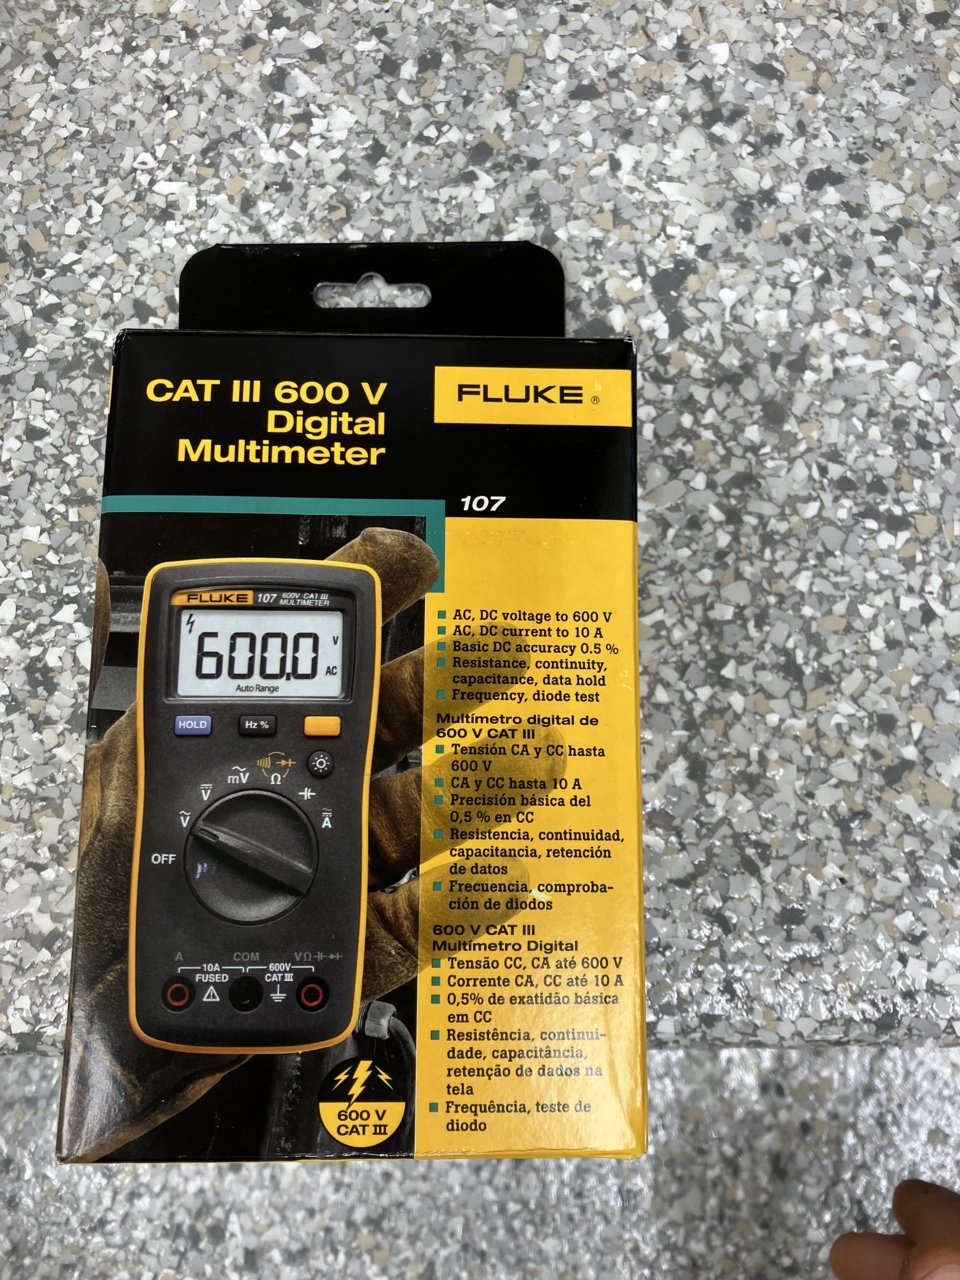 CAT III 600 V
Digital
Multimeter
FLUKE ®
107
FLUKE 107 600V CAT III
MULTIMETER
600.0 V
AC
Auto Range
HOLD
Hz %
mV
Ω
V
V
A
OFF
A COM VΩ
10A
FUSED
600V
CAT III
600 V
CAT III
AC, DC voltage to 600 V
AC, DC current to 10 A
Basic DC accuracy 0.5 %
Resistance, continuity,
capacitance, data hold
Frequency, diode test
Multímetro digital de
600 V CAT III
Tensión CA y CC hasta
600 V
CA y CC hasta 10 A
Precisión básica del
0,5 % en CC
Resistencia, continuidad,
capacitancia, retención
de datos
Frecuencia, comproba-
ción de diodos
600 V CAT III
Multímetro Digital
Tensão CC, CA até 600 V
Corrente CA, CC até 10 A
0,5% de exatidão básica
em CC
Resistência, continui-
dade, capacitância,
retenção de dados na
tela
Frequência, teste de
diodo